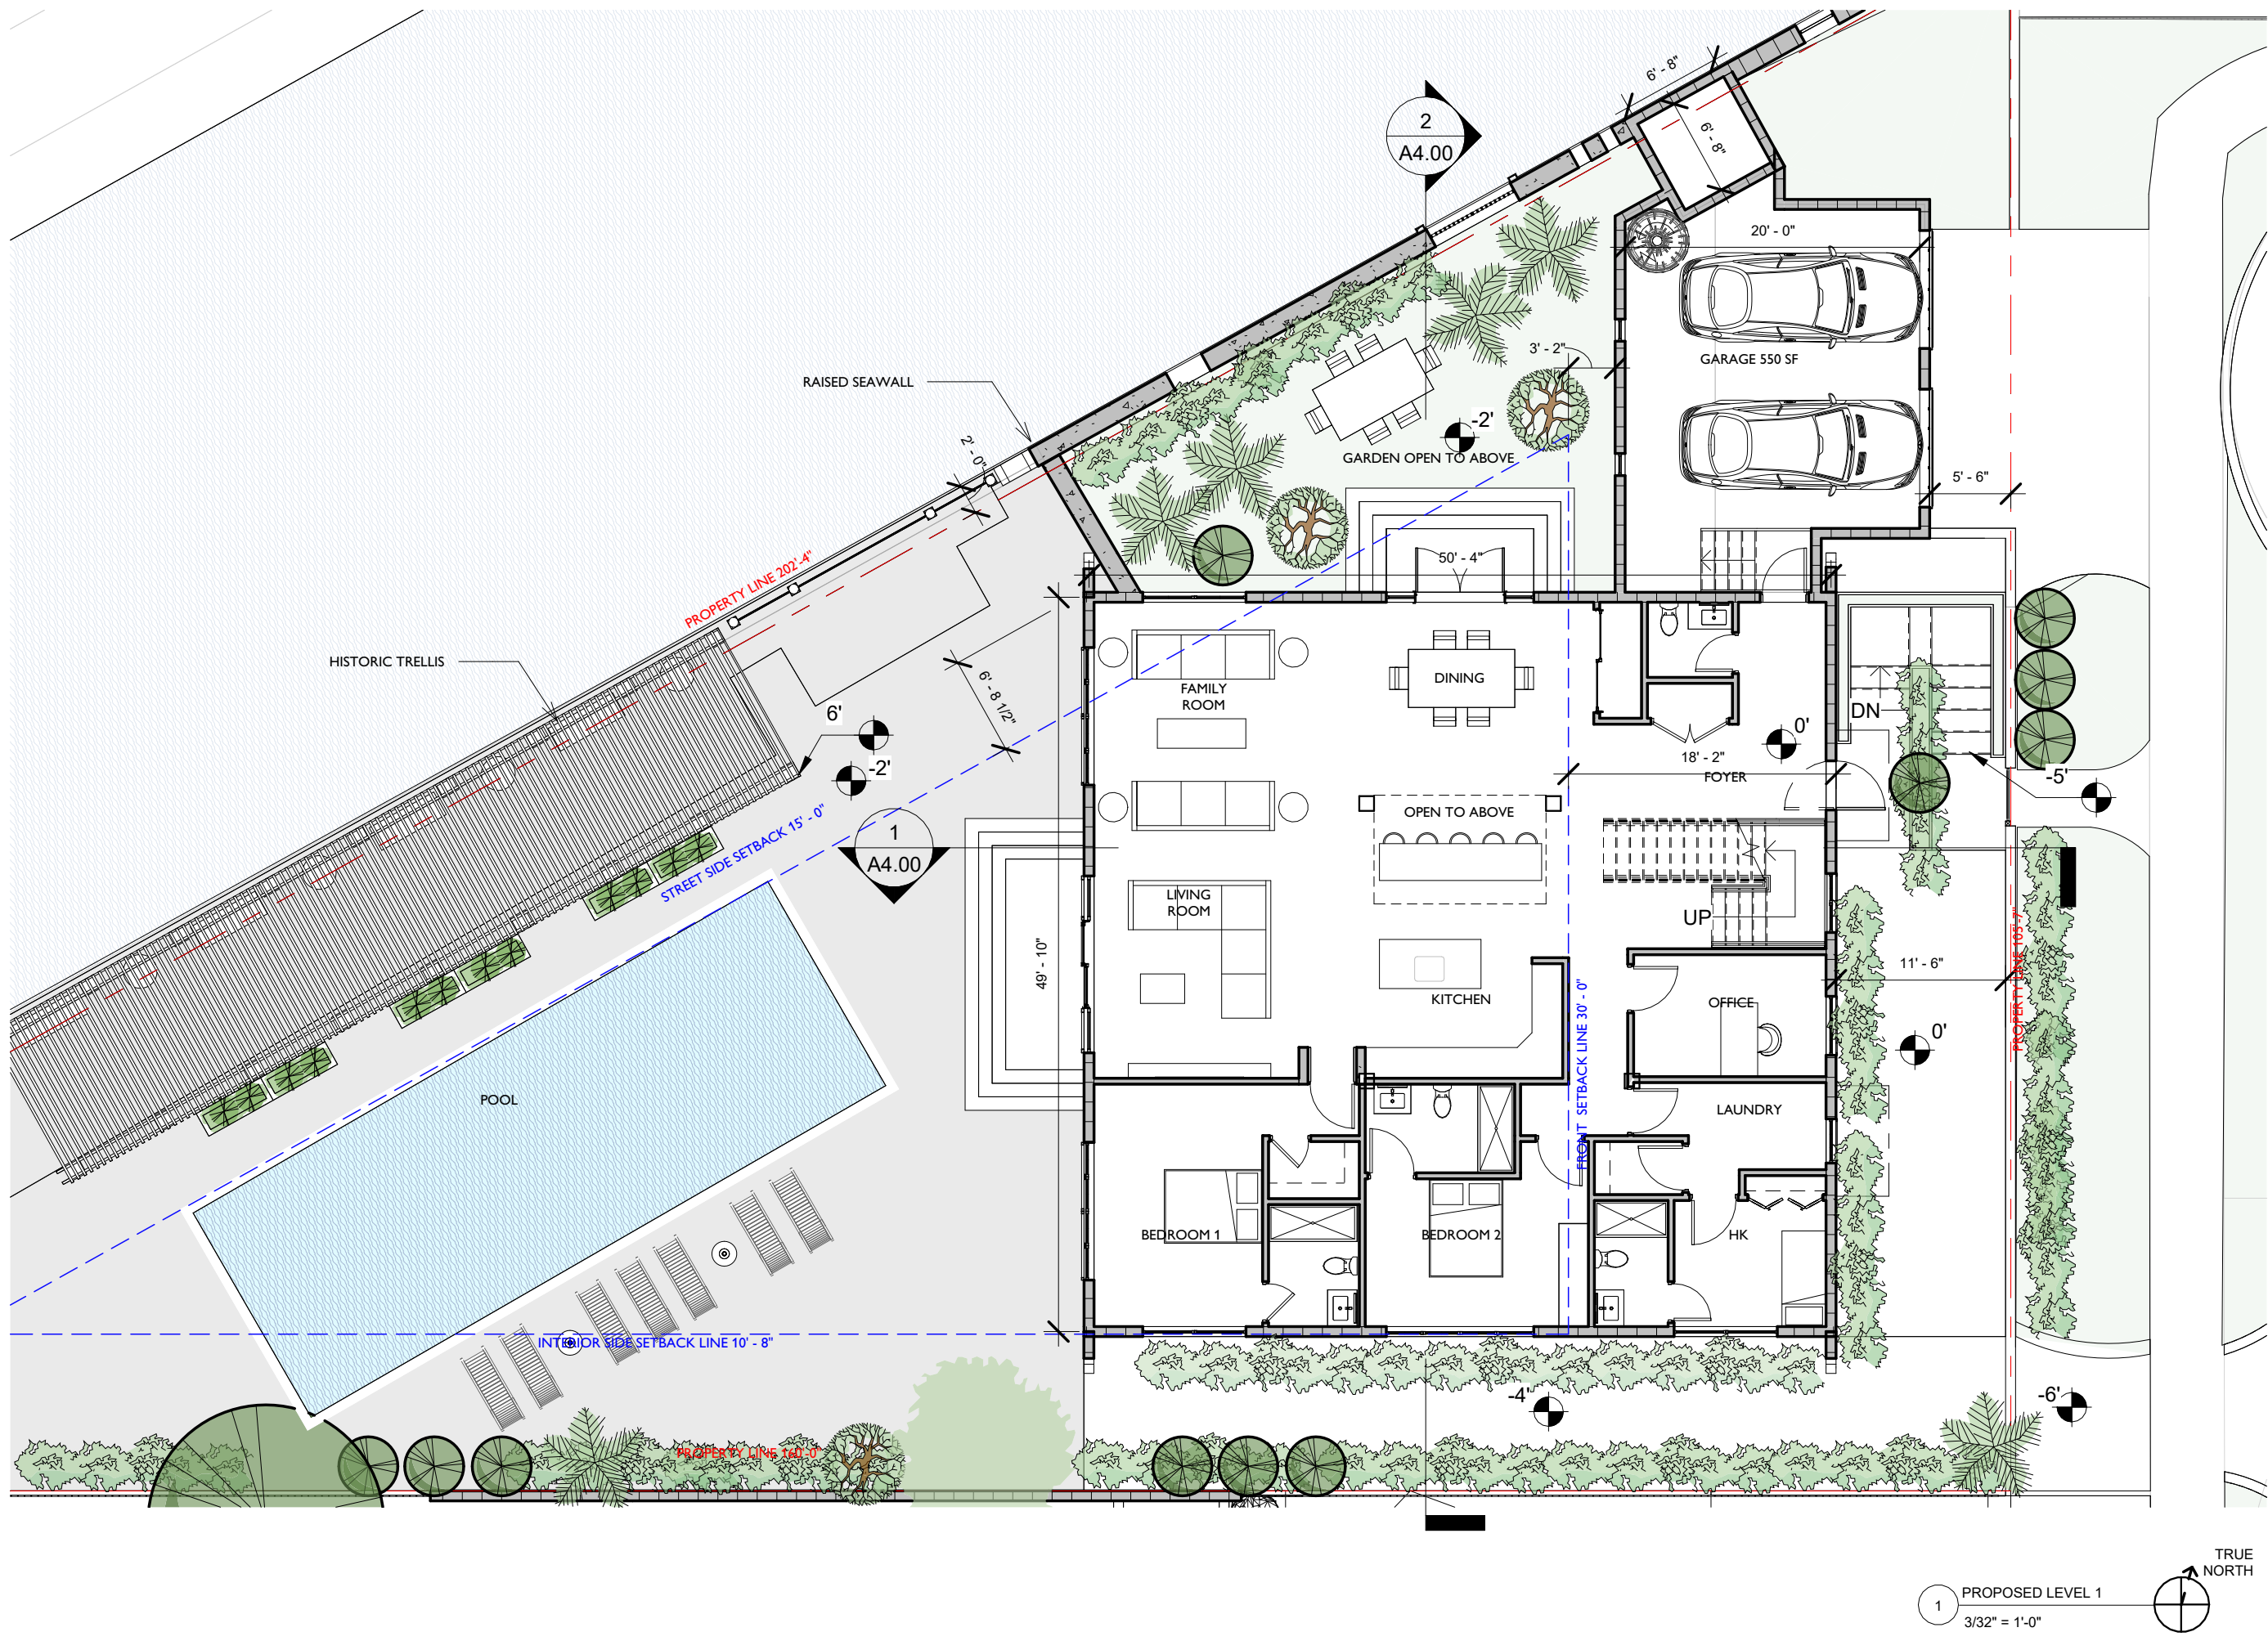 6' - 8"
2
A4.00
6' - 8"
20' - 0"
3' - 2"
GARAGE 550 SF
RAISED SEAWALL
-2'
2' - 0"
GARDEN OPEN TO ABOVE
5' - 6"
50' - 4"
PROPERTY LINE 202'-4"
HISTORIC TRELLIS
DINING
FAMILY
ROOM
6' - 8 1/2"
6'
DN
0'
-2'
18' - 2"
FOYER
-5'
STREET SIDE SETBACK 15' - 0"
OPEN TO ABOVE
1
A4.00
LIVING
ROOM
UP
49' - 10"
11' - 6"
PROPERTY LINE 105'-7"
KITCHEN
OFFICE
FRONT SETBACK LINE 30' - 0"
0'
POOL
LAUNDRY
BEDROOM 1
BEDROOM 2
HK
INTERIOR SIDE SETBACK LINE 10' - 8"
-4'
-6'
PROPERTY LINE 160'-0"
TRUE
NORTH
1
PROPOSED LEVEL 1
3/32" = 1'-0"